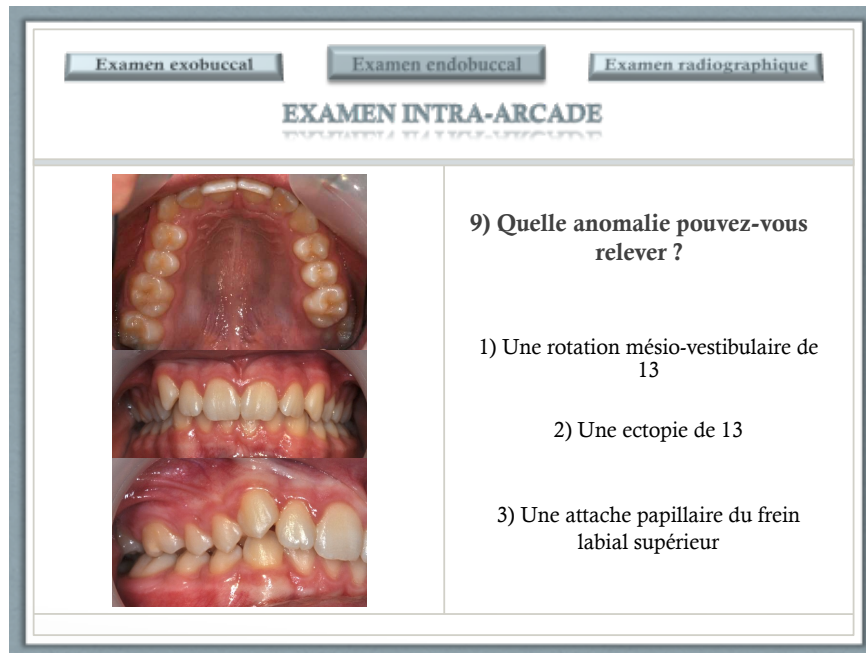 Examen exobuccal
Examen endobuccal
Examen radiographique
EXAMEN INTRA-ARCADE
9) Quelle anomalie pouvez-vous
relever ?
1) Une rotation mésio-vestibulaire de
13
2) Une ectopie de 13
3) Une attache papillaire du frein
labial supérieur